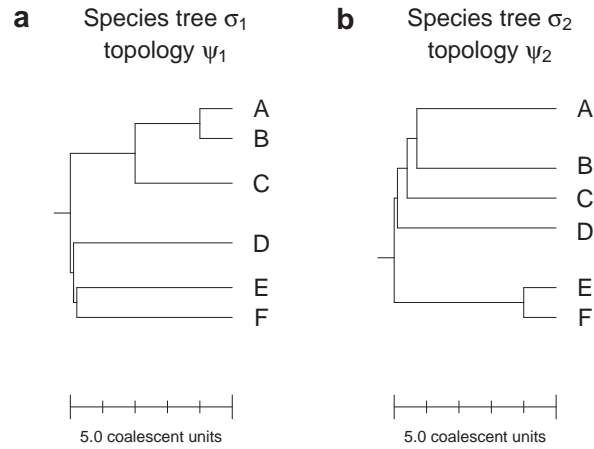 a
Species tree σ1
topology ψ1
A
B
C
D
E
F
5.0 coalescent units
b
Species tree σ2
topology ψ2
A
B
C
D
E
F
5.0 coalescent units